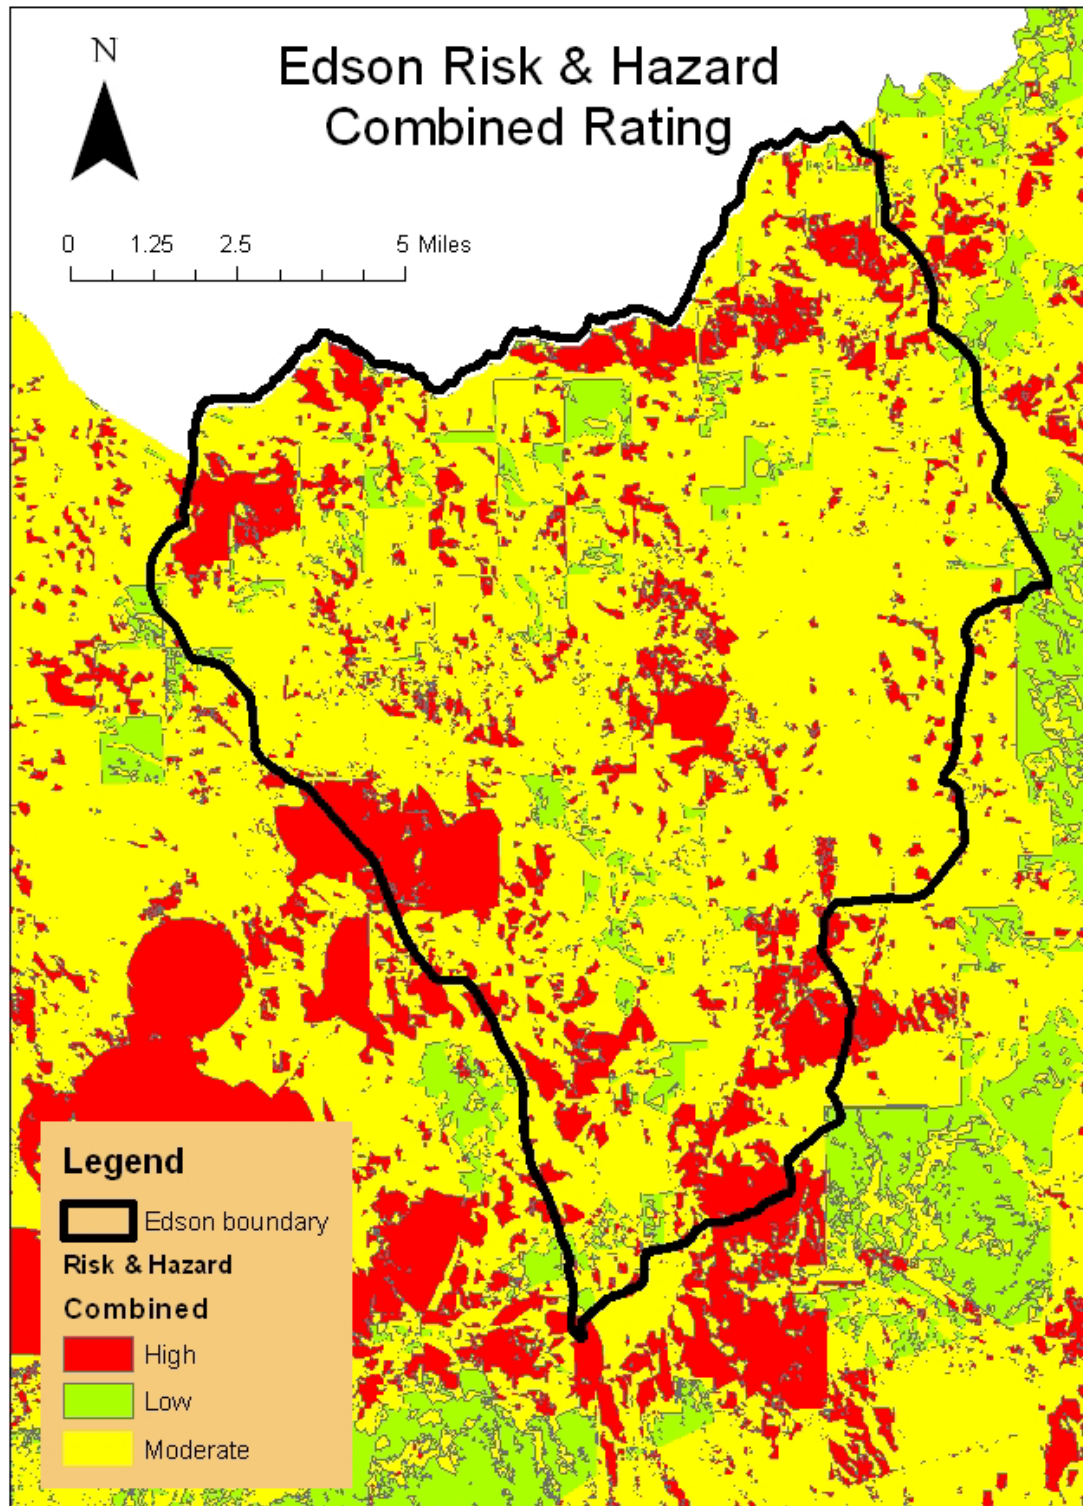 N
Edson Risk & Hazard
Combined Rating
0 1.25 2.5 5 Miles
Legend
Edson boundary
Risk & Hazard
Combined
High
Low
Moderate